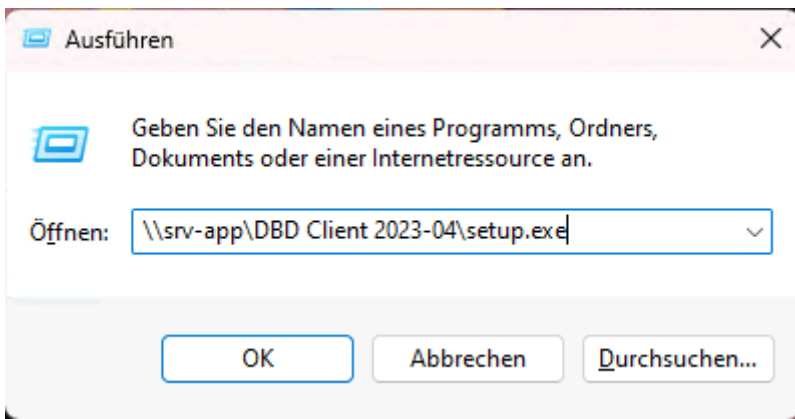 Ausführen
Geben Sie den Namen eines Programms, Ordners,
Dokuments oder einer Internetressource an.
Öffnen: \\srv-app\DBD Client 2023-04\setup.exe
OK Abbrechen Durchsuchen...